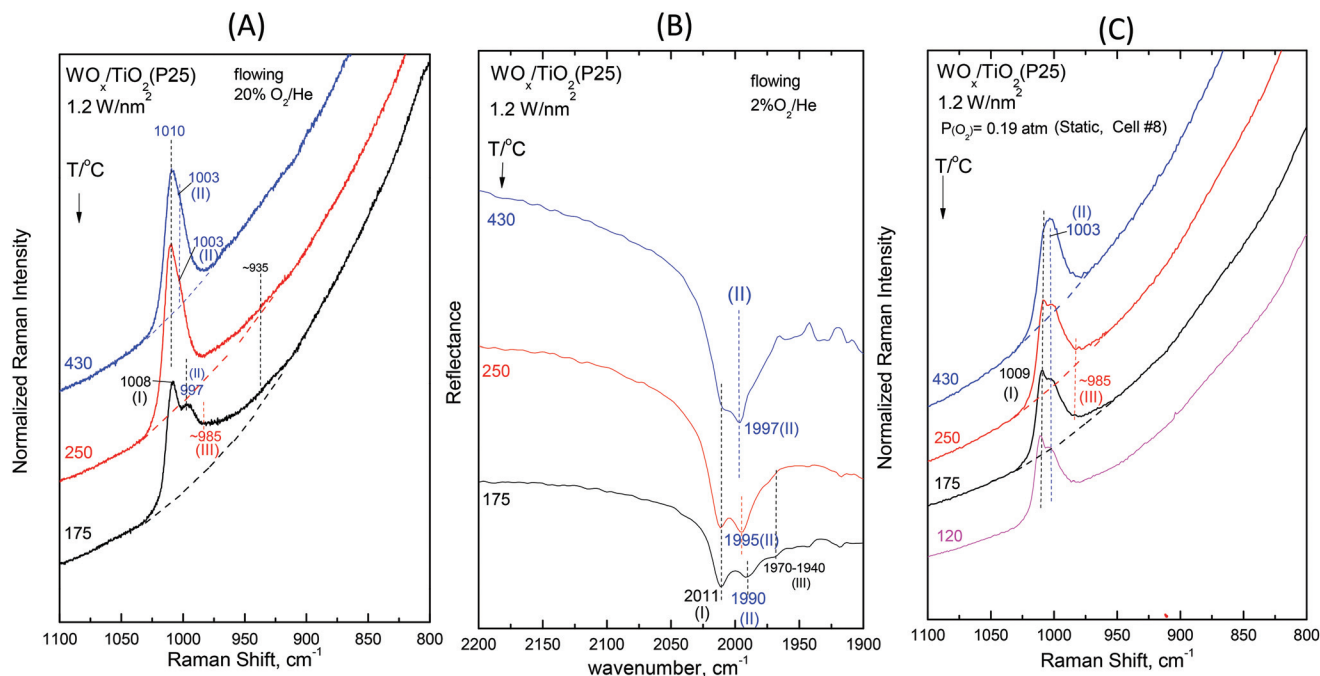 (A)
WOx/TiO2(P25)
1.2 W/nm2
flowing
20% O2/He
1010
T/oC
1003
(II)
1003
(II)
430
~935
250
1008
(I)
(II)
997
~985
(III)
175
Normalized Raman Intensity
1100 1050 1000 950 900 850 800
Raman Shift, cm-1
(B)
WOx/TiO2(P25)
1.2 W/nm2
flowing
2%O2/He
T/oC
430
(II)
1997(II)
250
1995(II)
175
1970-1940
(III)
2011
(I)
1990
(II)
Reflectance
2200 2150 2100 2050 2000 1950 1900
wavenumber, cm-1
(C)
WOx/TiO2(P25)
1.2 W/nm2
P(O2)= 0.19 atm (Static, Cell #8)
T/oC
(II)
1003
430
1009
(I)
~985
(III)
250
175
120
Normalized Raman Intensity
1100 1050 1000 950 900 850 800
Raman Shift, cm-1